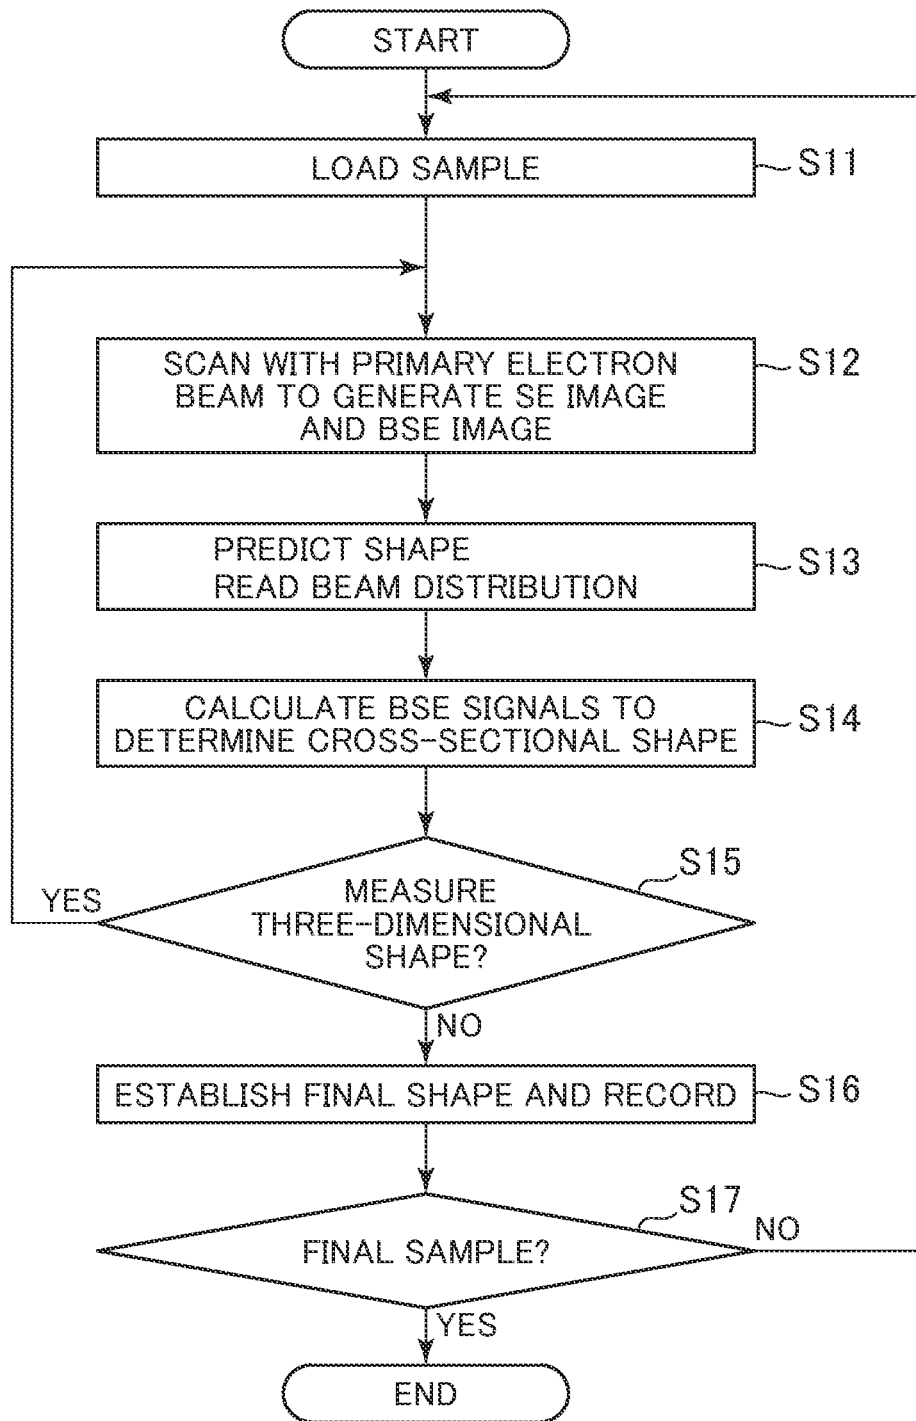 START
LOAD SAMPLE
S11
SCAN WITH PRIMARY ELECTRON
BEAM TO GENERATE SE IMAGE
AND BSE IMAGE
S12
PREDICT SHAPE
READ BEAM DISTRIBUTION
S13
CALCULATE BSE SIGNALS TO
DETERMINE CROSS-SECTIONAL SHAPE
S14
MEASURE
THREE-DIMENSIONAL
SHAPE?
S15
YES
NO
ESTABLISH FINAL SHAPE AND RECORD
S16
FINAL SAMPLE?
S17
NO
YES
END